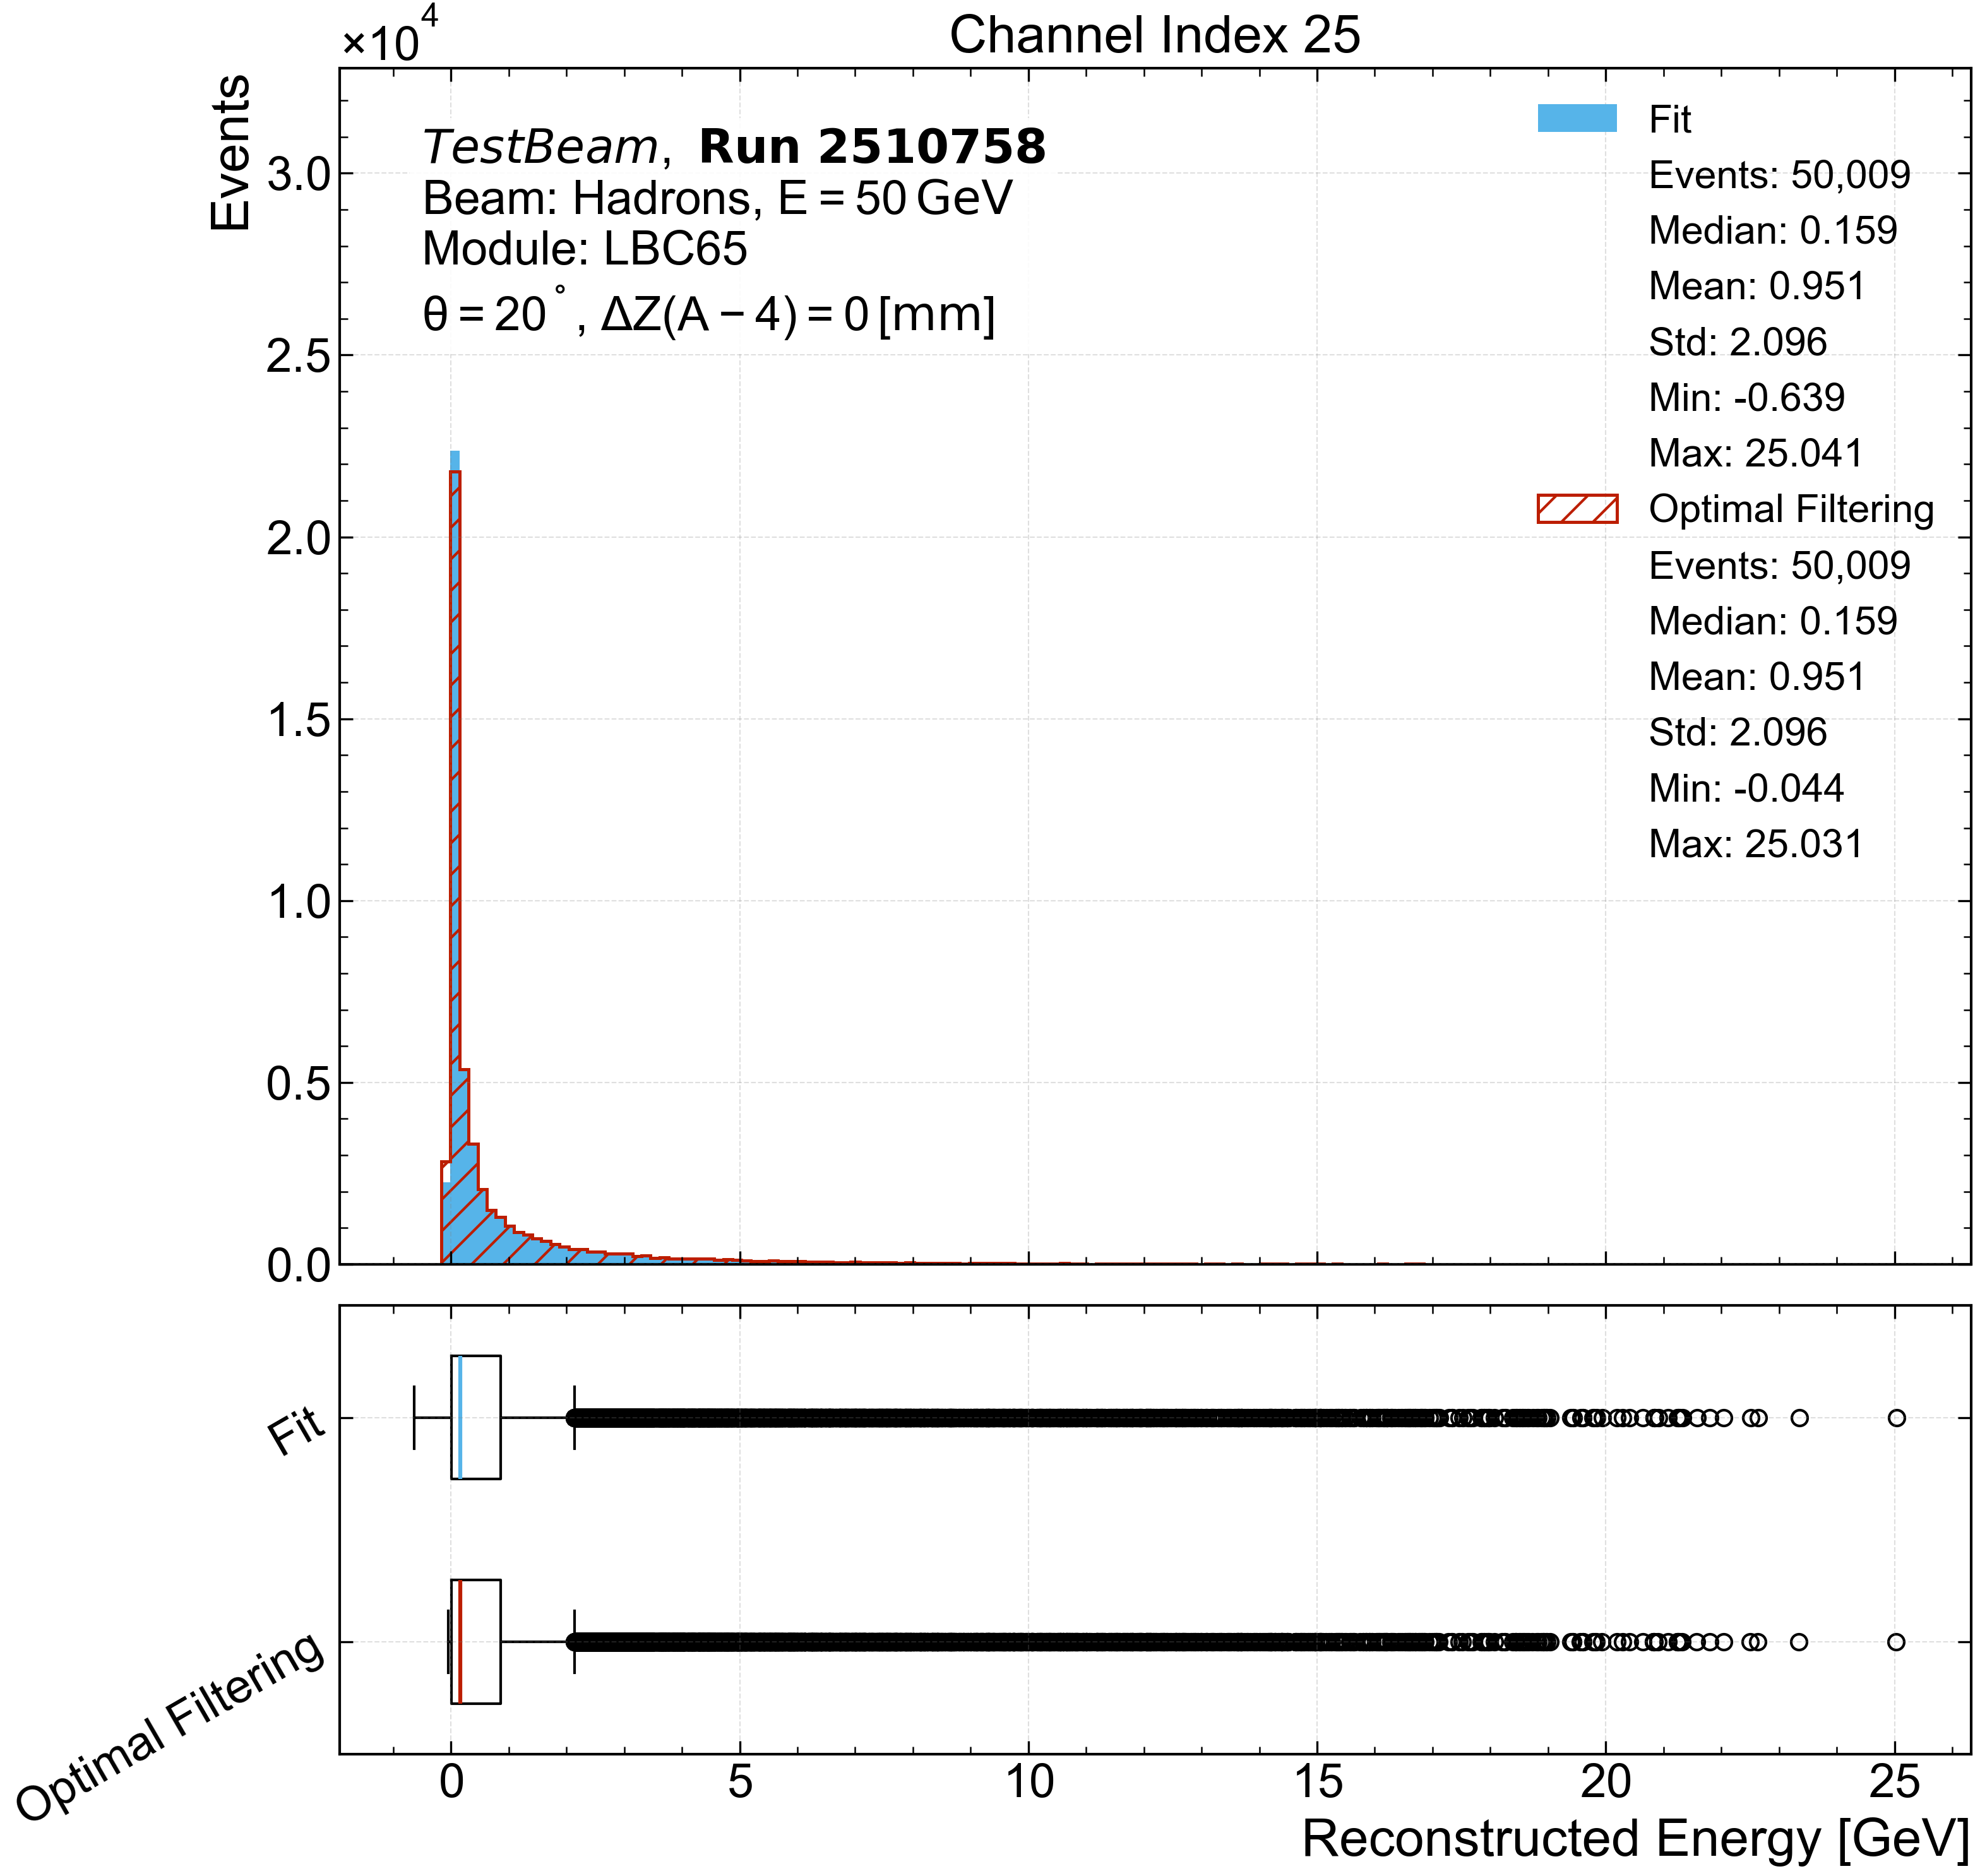 Channel Index 25
×10⁴
Events
TestBeam, Run 2510758
Beam: Hadrons, E = 50 GeV
Module: LBC65
θ = 20°, ΔZ(A − 4) = 0 [mm]
Fit
Events: 50,009
Median: 0.159
Mean: 0.951
Std: 2.096
Min: -0.639
Max: 25.041
Optimal Filtering
Events: 50,009
Median: 0.159
Mean: 0.951
Std: 2.096
Min: -0.044
Max: 25.031
3.0
2.5
2.0
1.5
1.0
0.5
0.0
Fit
Optimal Filtering
0 5 10 15 20 25
Reconstructed Energy [GeV]